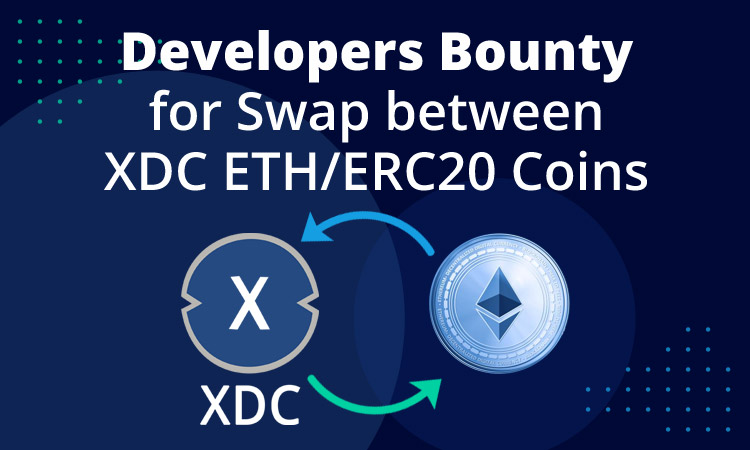 Developers Bounty
for Swap between
XDC ETH/ERC20 Coins
X
XDC